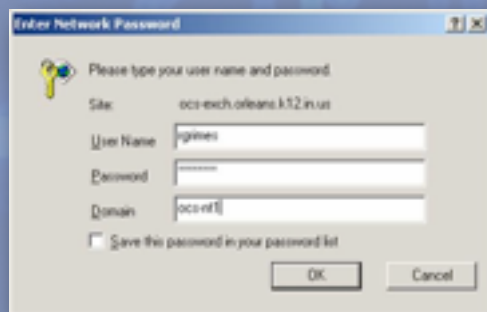 Enter Network Password
Please type your user name and password.
Site: ocs-exch.orleans.k12.in.us
User Name rgrimes
Password ********
Domain ocs-nt1
Save this password in your password list
OK Cancel